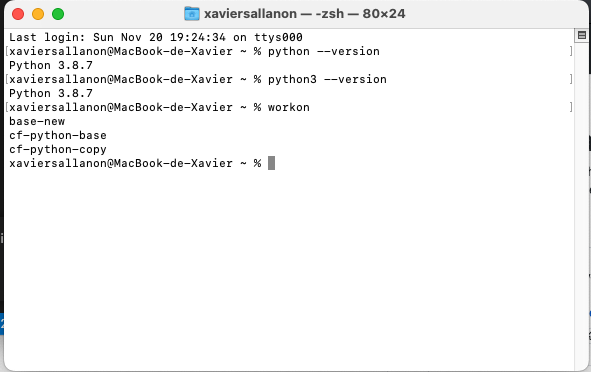 xaviersallanon — -zsh — 80×24
Last login: Sun Nov 20 19:24:34 on ttys000
[xaviersallanon@MacBook-de-Xavier ~ % python --version ]
Python 3.8.7
[xaviersallanon@MacBook-de-Xavier ~ % python3 --version ]
Python 3.8.7
[xaviersallanon@MacBook-de-Xavier ~ % workon ]
base-new
cf-python-base
cf-python-copy
xaviersallanon@MacBook-de-Xavier ~ %